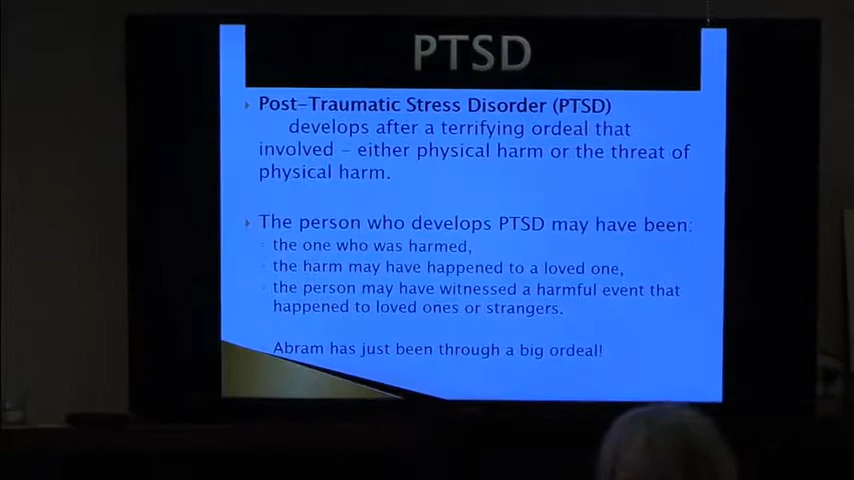 PTSD
Post-Traumatic Stress Disorder (PTSD)
develops after a terrifying ordeal that
involved - either physical harm or the threat of
physical harm.
The person who develops PTSD may have been:
the one who was harmed,
the harm may have happened to a loved one,
the person may have witnessed a harmful event that
happened to loved ones or strangers.
Abram has just been through a big ordeal!